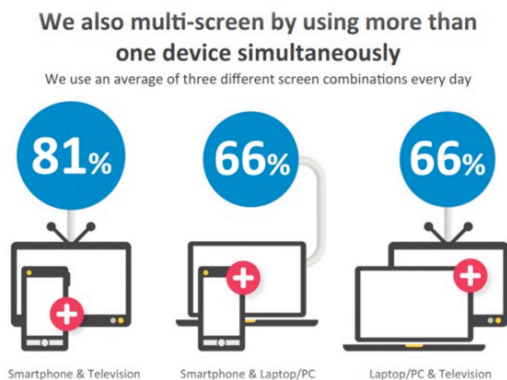 We also multi-screen by using more than
one device simultaneously
We use an average of three different screen combinations every day
81%
66%
66%
Smartphone & Television
Smartphone & Laptop/PC
Laptop/PC & Television